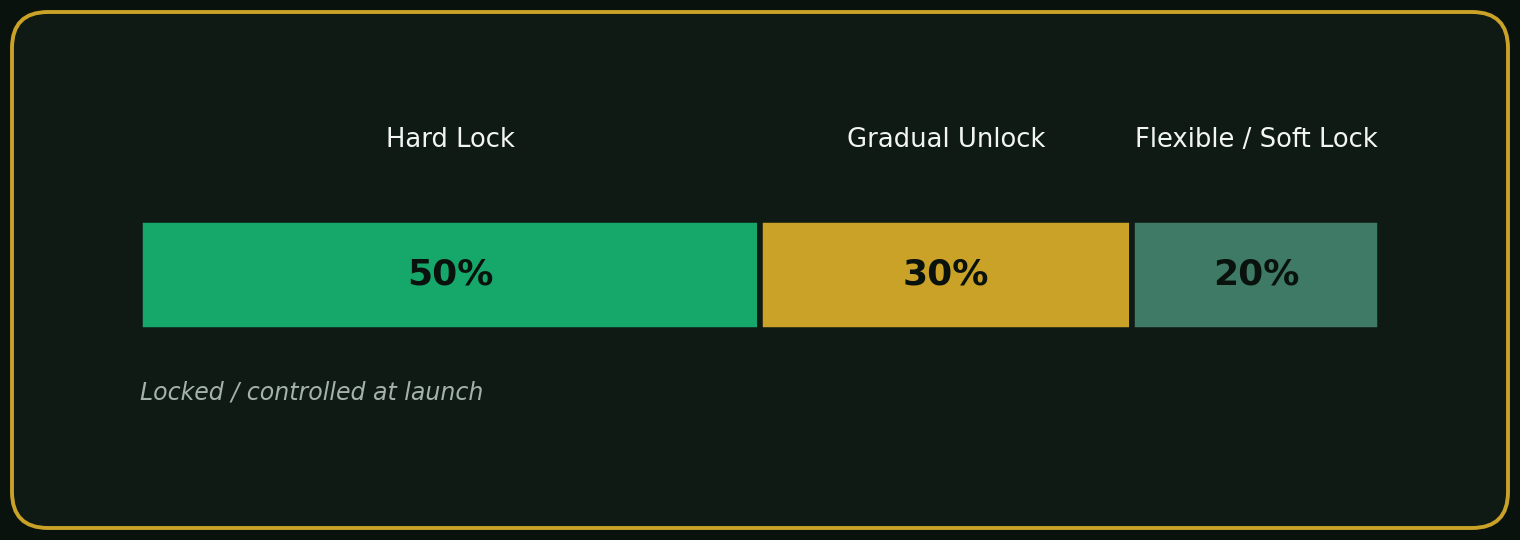 Hard Lock
Gradual Unlock
Flexible / Soft Lock
50%
30%
20%
Locked / controlled at launch